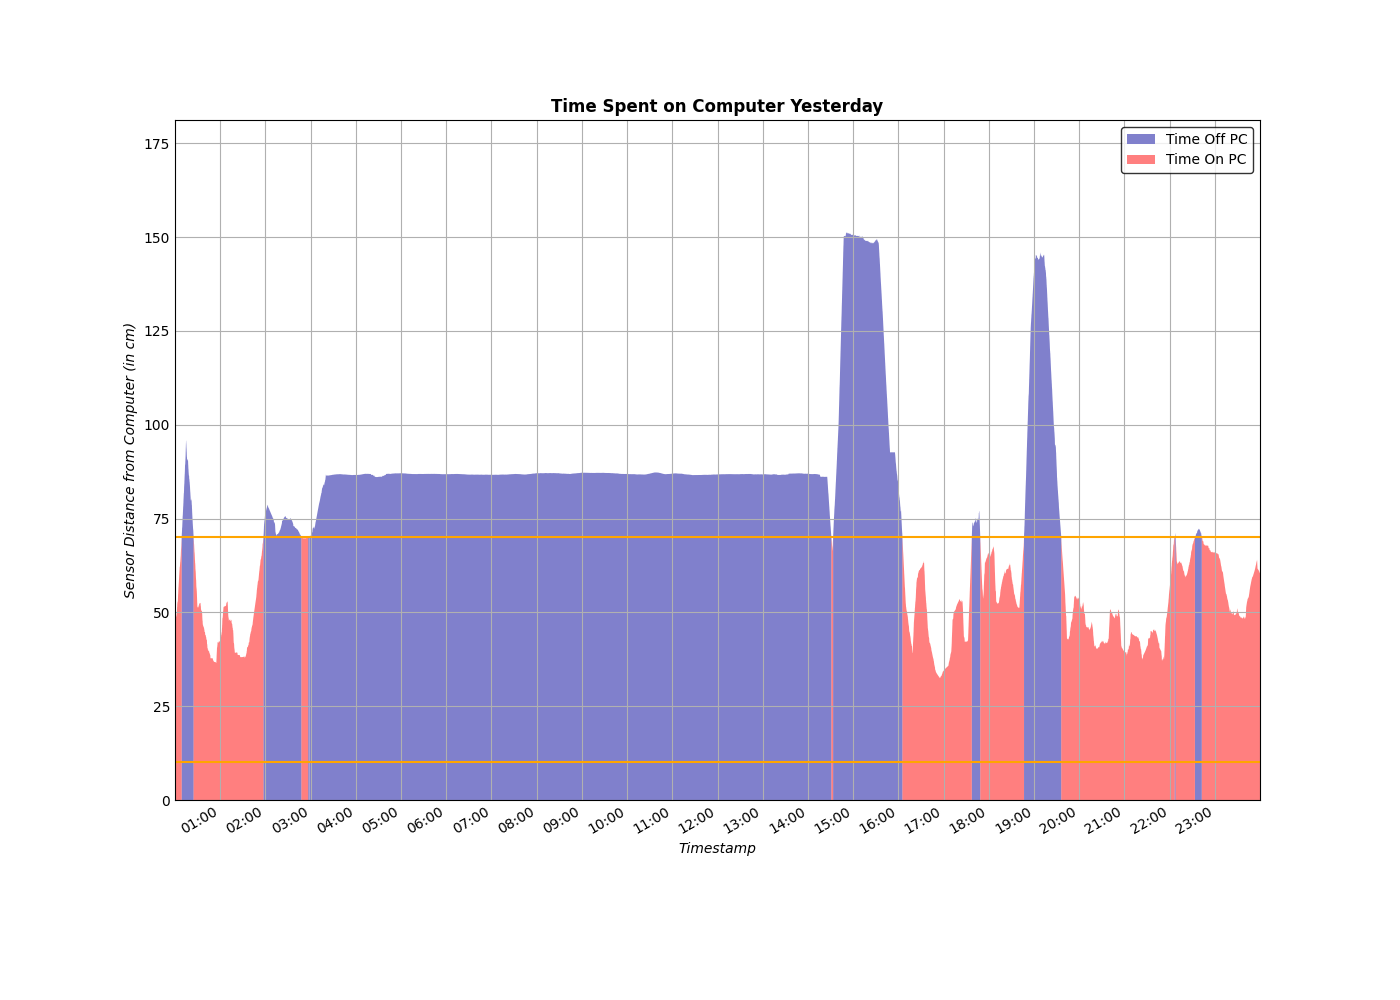 Time Spent on Computer Yesterday
Time Off PC
Time On PC
175
150
125
100
75
50
25
0
Sensor Distance from Computer (in cm)
01:00 02:00 03:00 04:00 05:00 06:00 07:00 08:00 09:00 10:00 11:00 12:00 13:00 14:00 15:00 16:00 17:00 18:00 19:00 20:00 21:00 22:00 23:00
Timestamp